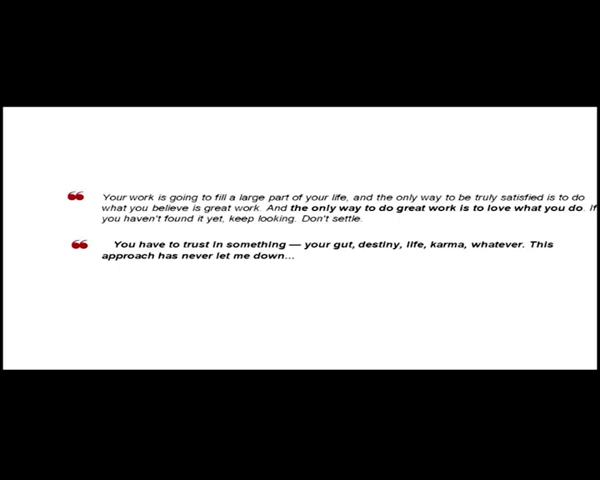 ❝ Your work is going to fill a large part of your life, and the only way to be truly satisfied is to do
what you believe is great work. And the only way to do great work is to love what you do. If
you haven't found it yet, keep looking. Don't settle.
❝ You have to trust in something — your gut, destiny, life, karma, whatever. This
approach has never let me down...